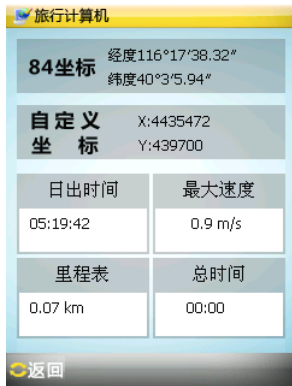 旅行计算机
84坐标
经度116°17'38.32"
纬度40°3'5.94"
自定义
坐 标
X:4435472
Y:439700
日出时间 最大速度
05:19:42 0.9 m/s
里程表 总时间
0.07 km 00:00
返回